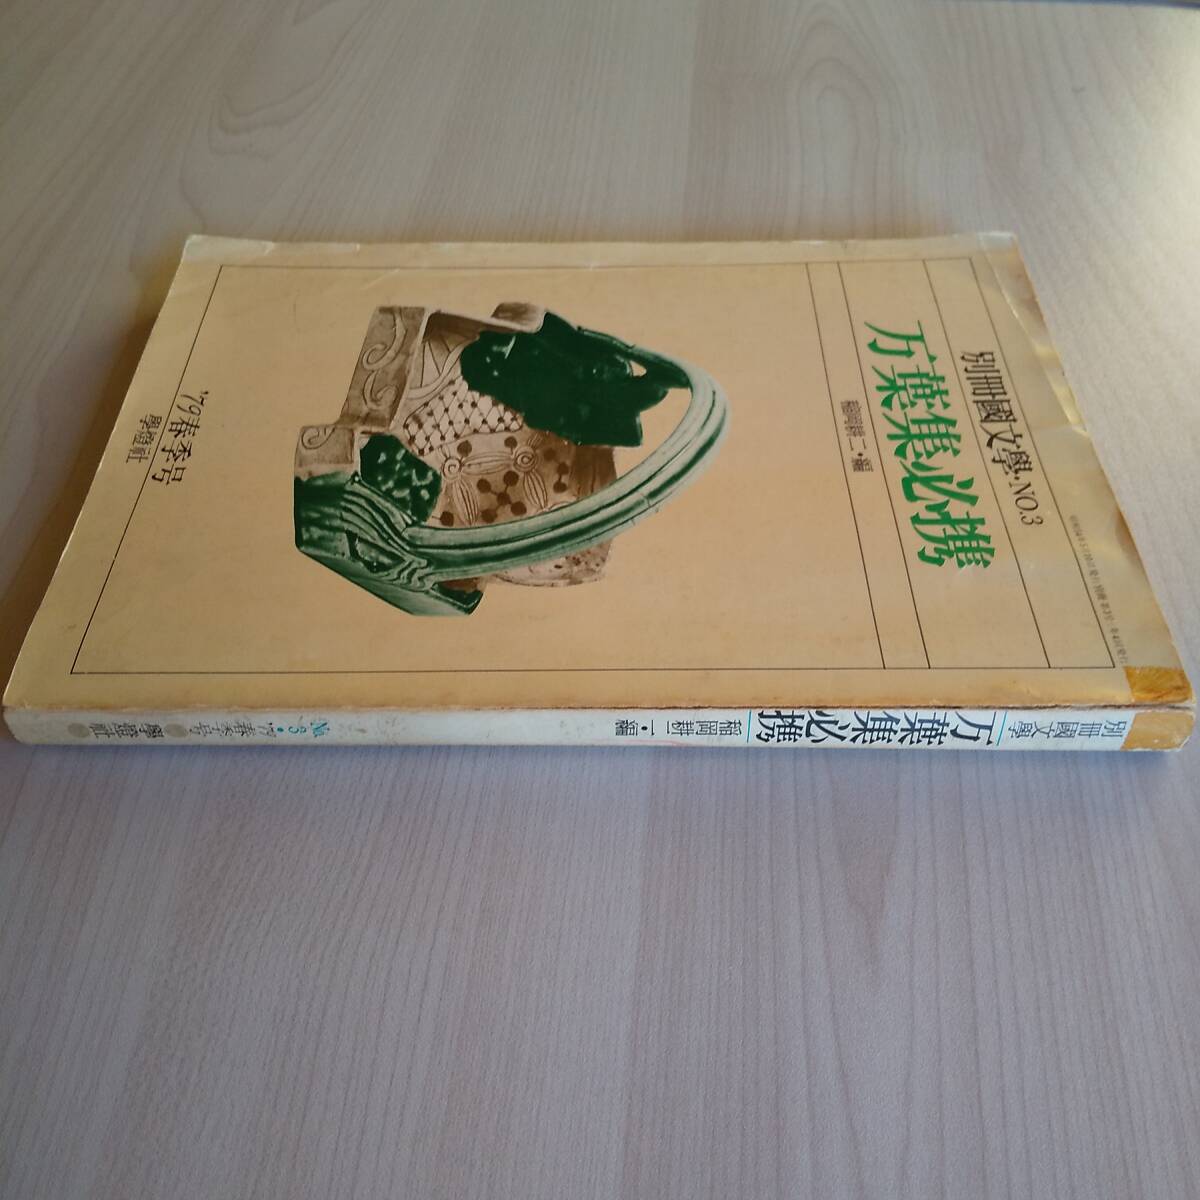 別冊國文學・NO.3
万葉集必携
稲岡耕二・編
'79春季号
學燈社
別冊國文學
万葉集必携
稲岡耕二・編
No.3・'79春季号
學燈社